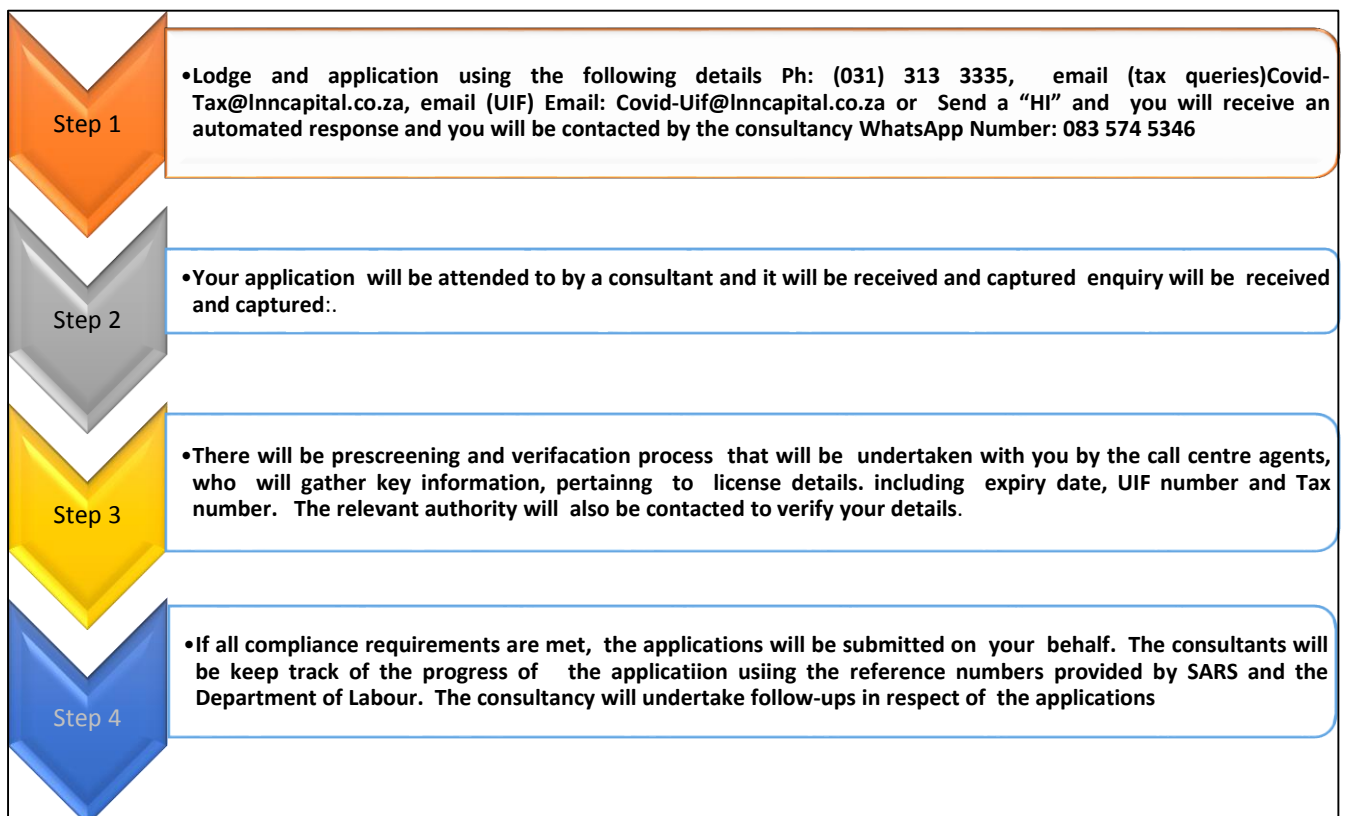 Step 1
•Lodge and application using the following details Ph: (031) 313 3335, email (tax queries)Covid-
Tax@lnncapital.co.za, email (UIF) Email: Covid-Uif@lnncapital.co.za or Send a “HI” and you will receive an
automated response and you will be contacted by the consultancy WhatsApp Number: 083 574 5346
Step 2
•Your application will be attended to by a consultant and it will be received and captured enquiry will be received
and captured:.
Step 3
•There will be prescreening and verifacation process that will be undertaken with you by the call centre agents,
who will gather key information, pertainng to license details. including expiry date, UIF number and Tax
number. The relevant authority will also be contacted to verify your details.
Step 4
•If all compliance requirements are met, the applications will be submitted on your behalf. The consultants will
be keep track of the progress of the applicatiion usiing the reference numbers provided by SARS and the
Department of Labour. The consultancy will undertake follow-ups in respect of the applications